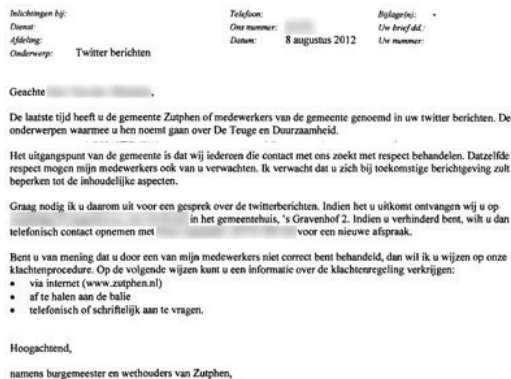 Inlichtingen bij: Telefoon: Bijlage(n): -
Dienst: Ons nummer: Uw brief dd.:
Afdeling: Datum: 8 augustus 2012 Uw nummer:
Onderwerp: Twitter berichten
Geachte
De laatste tijd heeft u de gemeente Zutphen of medewerkers van de gemeente genoemd in uw twitter berichten. De
onderwerpen waarmee u hen noemt gaan over De Teuge en Duurzaamheid.
Het uitgangspunt van de gemeente is dat wij iedereen die contact met ons zoekt met respect behandelen. Datzelfde
respect mogen mijn medewerkers ook van u verwachten. Ik verwacht dat u zich bij toekomstige berichtgeving zult
beperken tot de inhoudelijke aspecten.
Graag nodig ik u daarom uit voor een gesprek over de twitterberichten. Indien het u uitkomt ontvangen wij u op
in het gemeentehuis, 's Gravenhof 2. Indien u verhinderd bent, wilt u dan
telefonisch contact opnemen met voor een nieuwe afspraak.
Bent u van mening dat u door een van mijn medewerkers niet correct bent behandeld, dan wil ik u wijzen op onze
klachtenprocedure. Op de volgende wijzen kunt u een informatie over de klachtenregeling verkrijgen:
• via internet (www.zutphen.nl)
• af te halen aan de balie
• telefonisch of schriftelijk aan te vragen.
Hoogachtend,
namens burgemeester en wethouders van Zutphen,